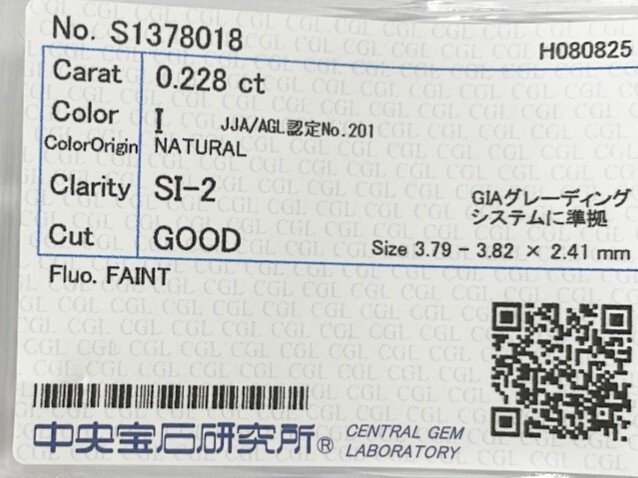 No. S1378018
H080825
Carat 0.228 ct
Color I JJA/AGL認定No.201
ColorOrigin NATURAL
Clarity SI-2
GIAグレーディング
システムに準拠
Cut GOOD
Size 3.79 - 3.82 × 2.41 mm
Fluo. FAINT
中央宝石研究所® CENTRAL GEM
LABORATORY